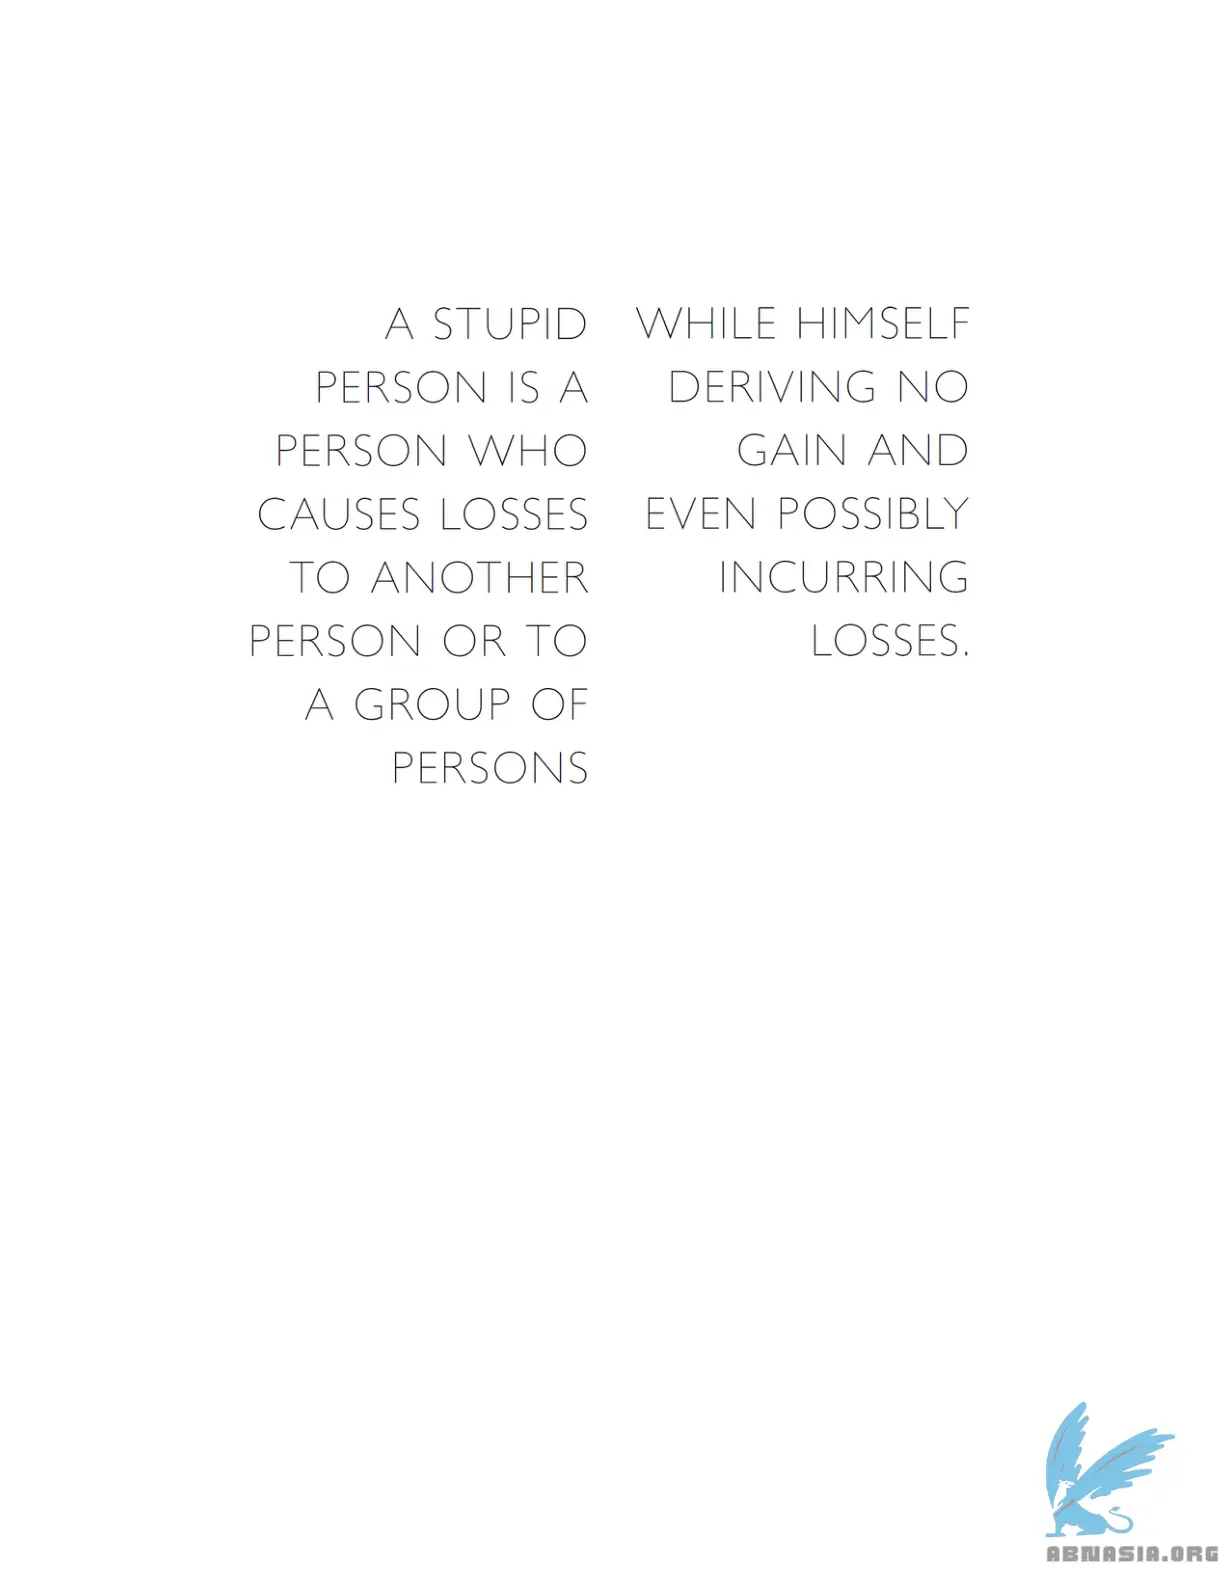 A STUPID
PERSON IS A
PERSON WHO
CAUSES LOSSES
TO ANOTHER
PERSON OR TO
A GROUP OF
PERSONS
WHILE HIMSELF
DERIVING NO
GAIN AND
EVEN POSSIBLY
INCURRING
LOSSES.
ABNASIA.ORG